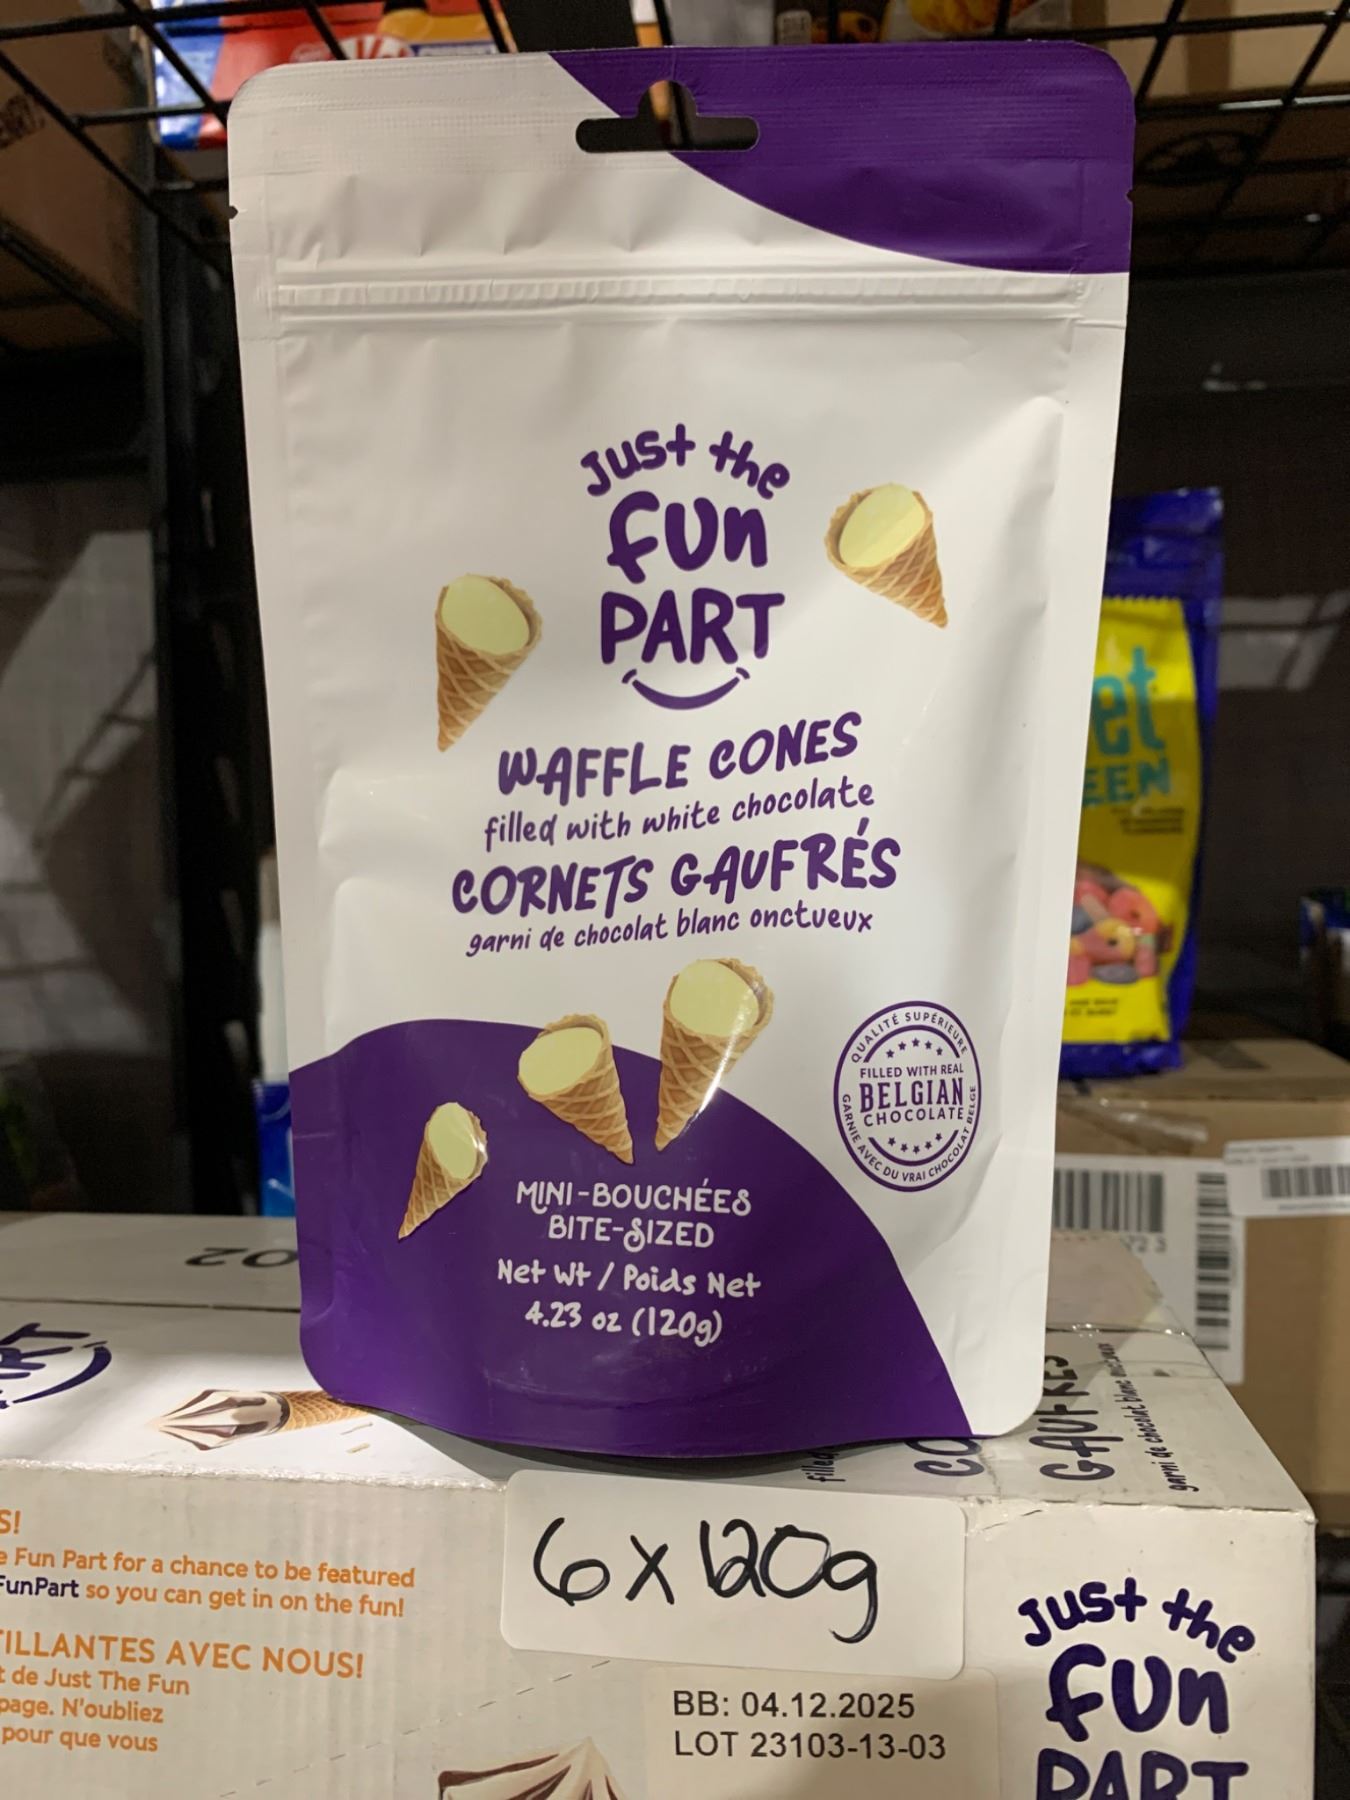 Just the
Fun
PART
WAFFLE CONES
filled with white chocolate
CORNETS GAUFRÉS
garni de chocolat blanc onctueux
QUALITÉ SUPÉRIEURE
FILLED WITH REAL
BELGIAN
CHOCOLATE
GARNIE AVEC DU VRAI CHOCOLAT BELGE
MINI-BOUCHÉES
BITE-SIZED
Net Wt / Poids Net
4.23 oz (120g)
filled
GAUFRÉS
garni de chocolat blanc onctueux
6x120g
S!
e Fun Part for a chance to be featured
FunPart so you can get in on the fun!
TILLANTES AVEC NOUS!
t de Just The Fun
page. N'oubliez
pour que vous
BB: 04.12.2025
LOT 23103-13-03
Just the
Fun
PART